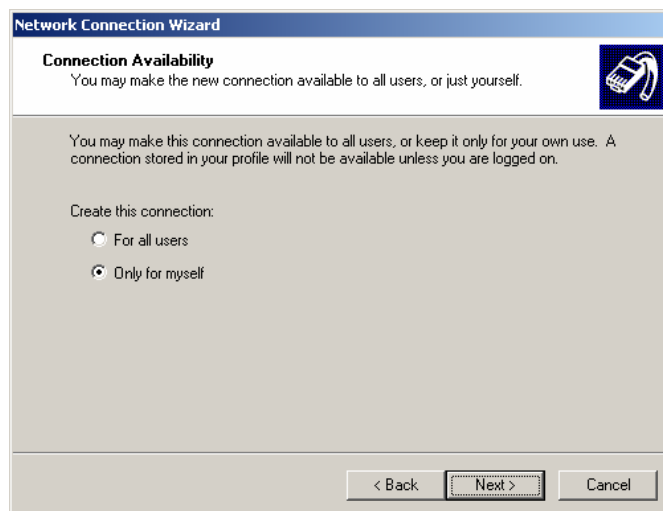 Network Connection Wizard
Connection Availability
You may make the new connection available to all users, or just yourself.
You may make this connection available to all users, or keep it only for your own use. A
connection stored in your profile will not be available unless you are logged on.
Create this connection:
For all users
Only for myself
< Back
Next >
Cancel